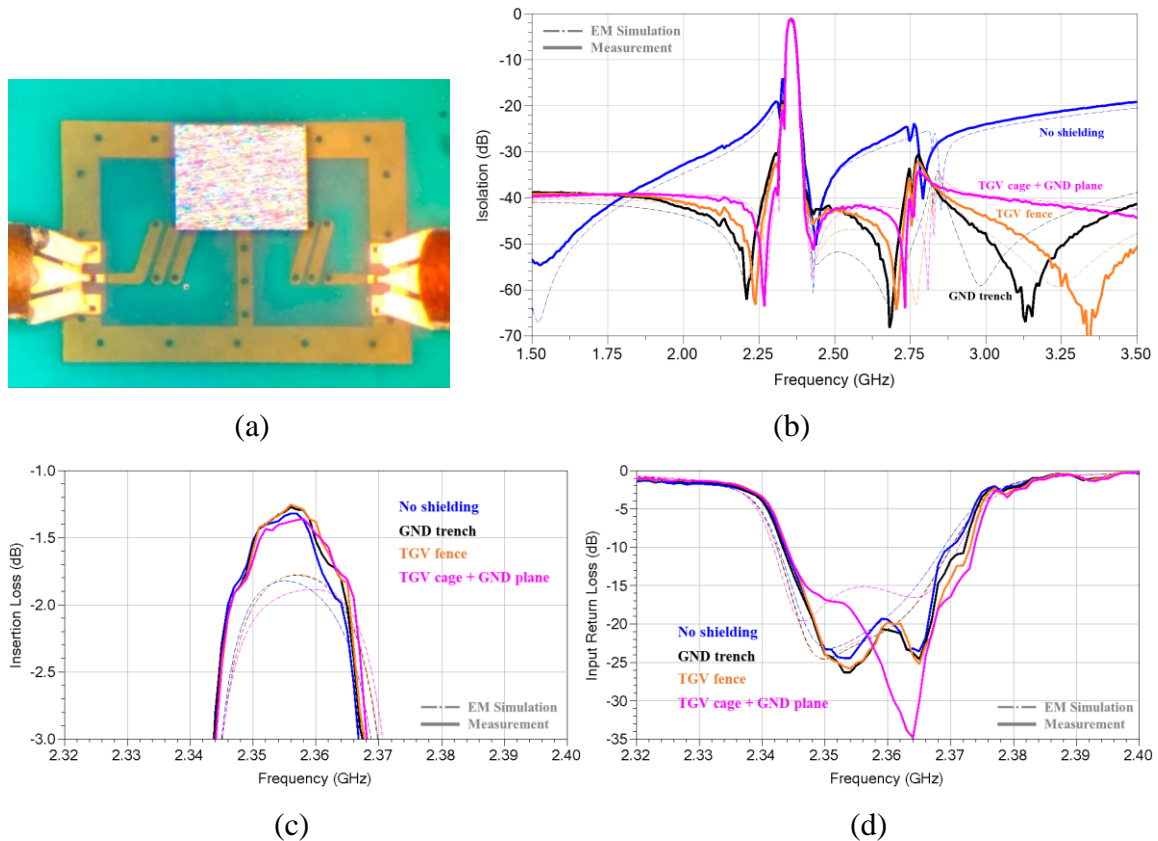 (a)
0
-10
-20
-30
-40
-50
-60
-70
Isolation (dB)
EM Simulation
Measurement
No shielding
TGV cage + GND plane
TGV fence
GND trench
1.50 1.75 2.00 2.25 2.50 2.75 3.00 3.25 3.50
Frequency (GHz)
(b)
-1.0
-1.5
-2.0
-2.5
-3.0
Insertion Loss (dB)
No shielding
GND trench
TGV fence
TGV cage + GND plane
EM Simulation
Measurement
2.32 2.33 2.34 2.35 2.36 2.37 2.38 2.39 2.40
Frequency (GHz)
(c)
0
-5
-10
-15
-20
-25
-30
-35
Input Return Loss (dB)
No shielding
GND trench
TGV fence
TGV cage + GND plane
EM Simulation
Measurement
2.32 2.33 2.34 2.35 2.36 2.37 2.38 2.39 2.40
Frequency (GHz)
(d)